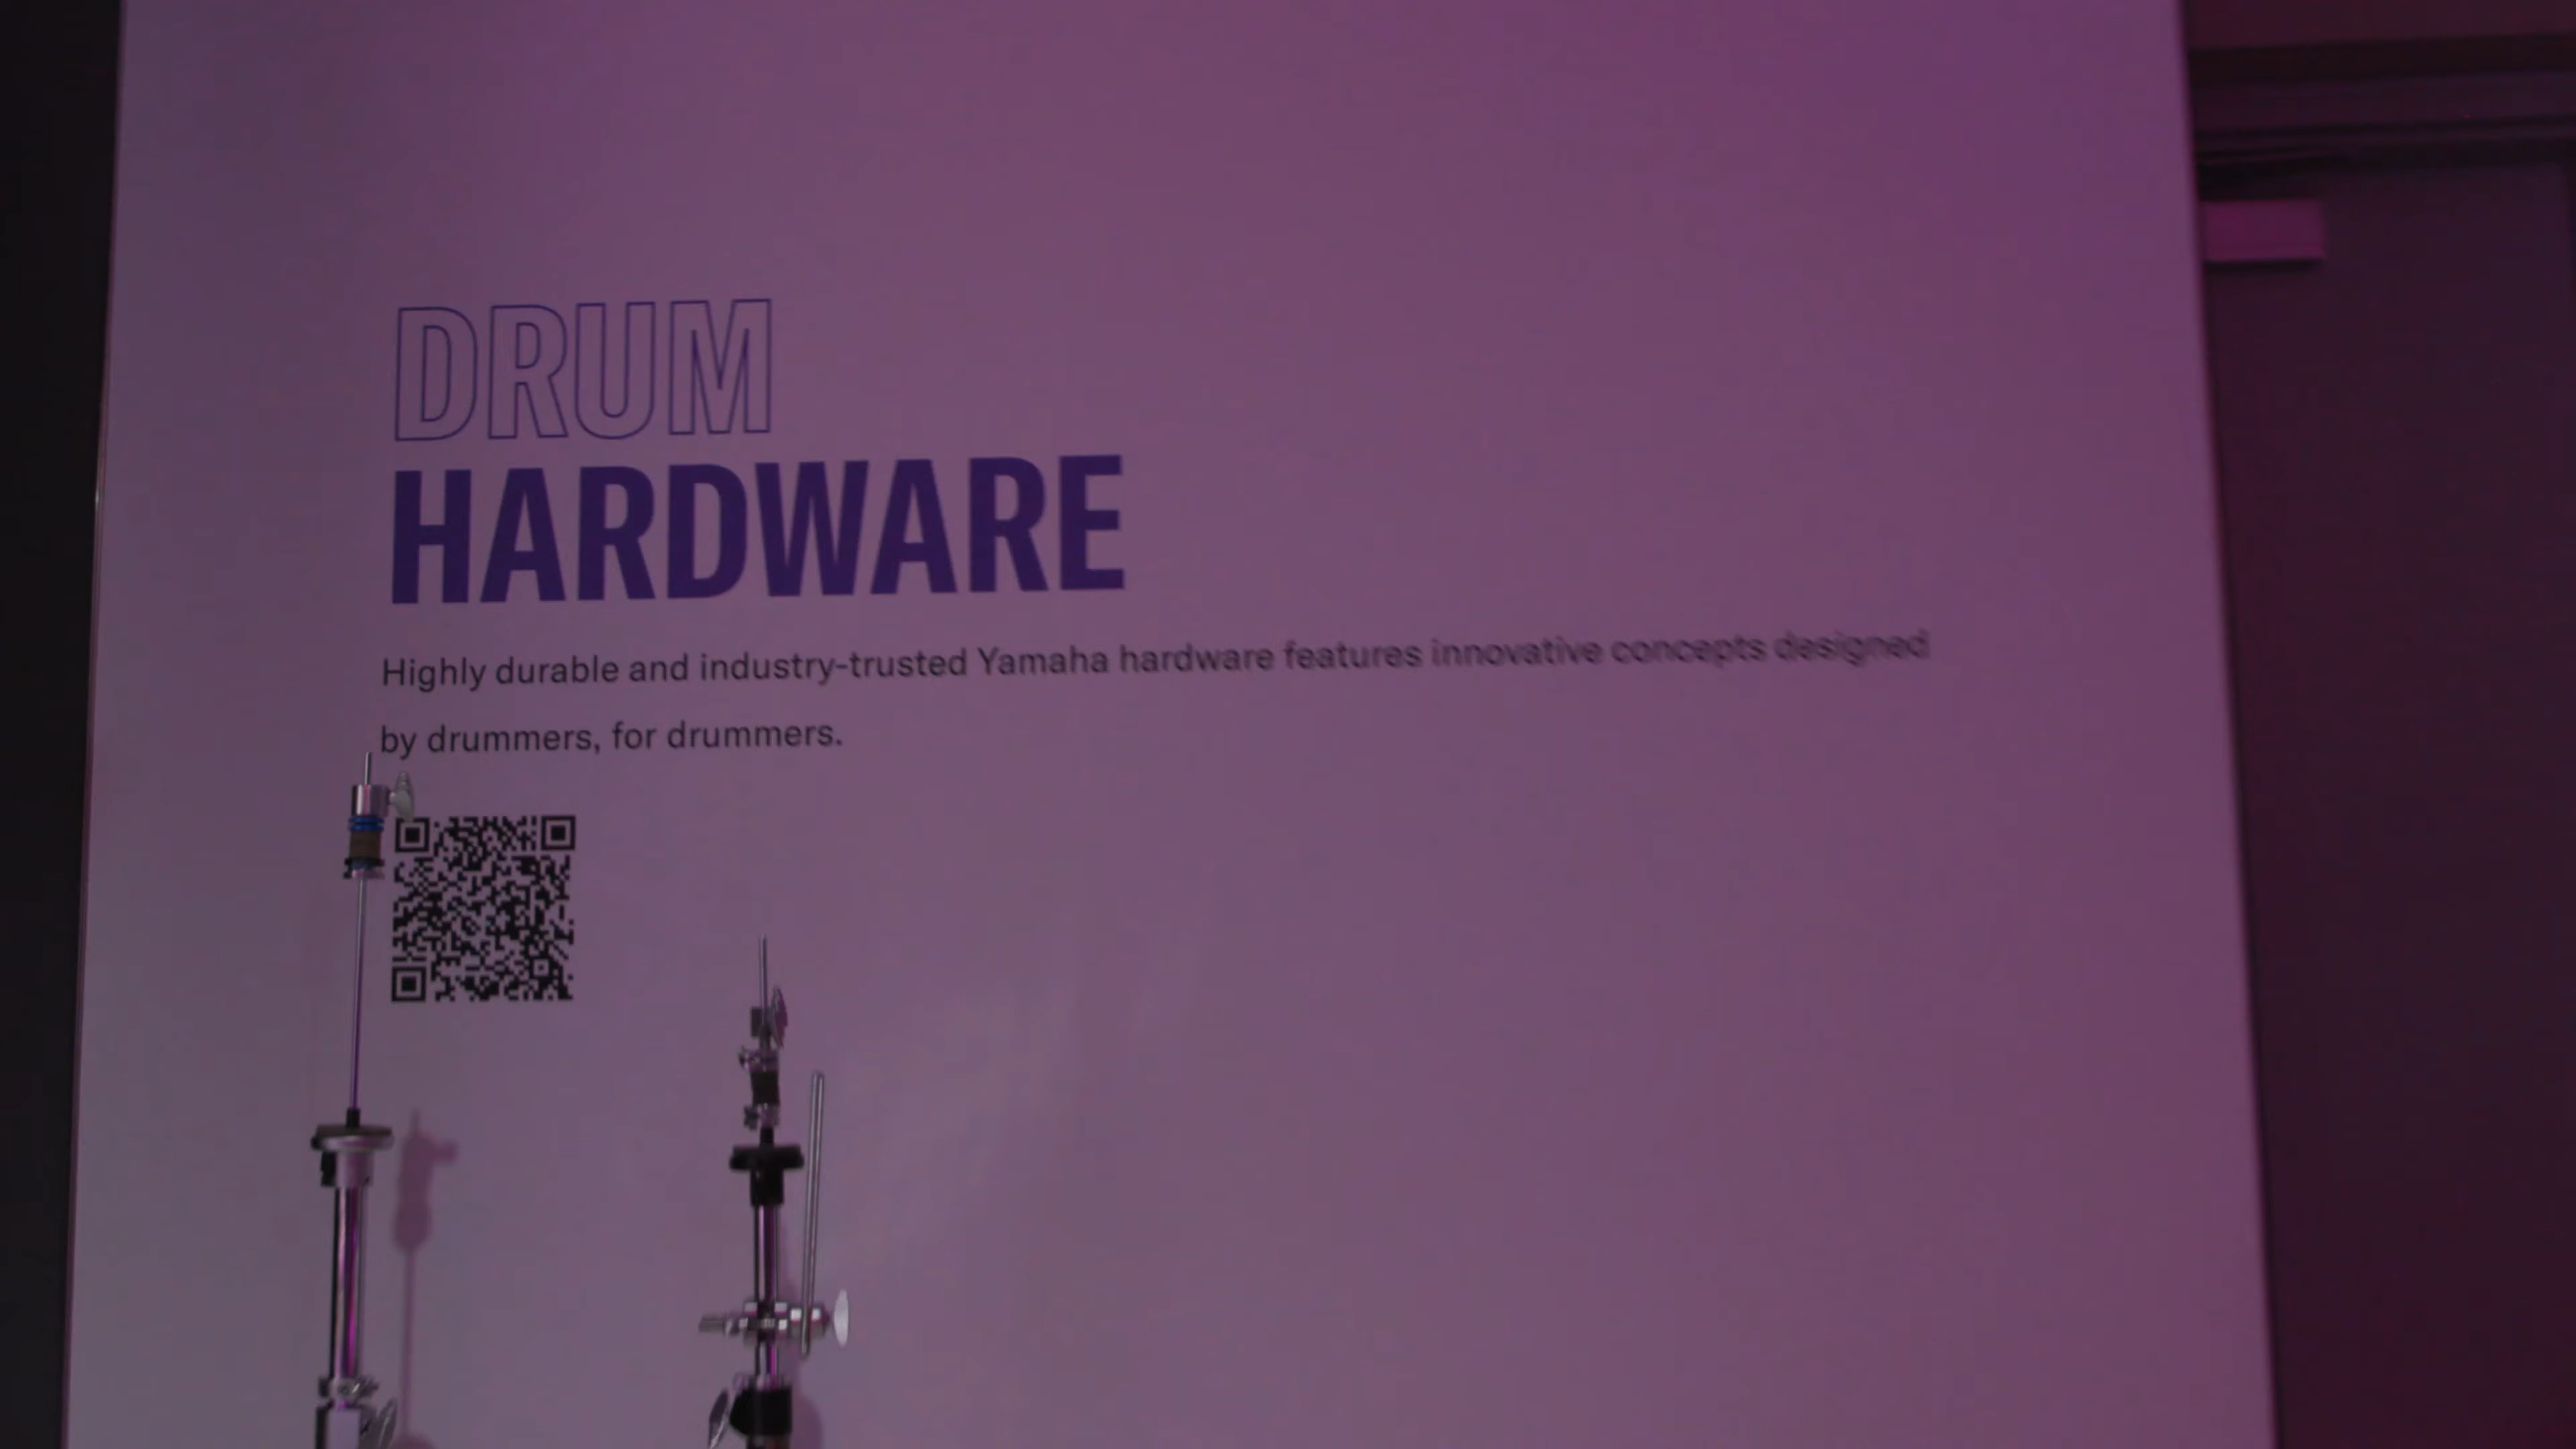 DRUM
HARDWARE
Highly durable and industry-trusted Yamaha hardware features innovative concepts designed
by drummers, for drummers.